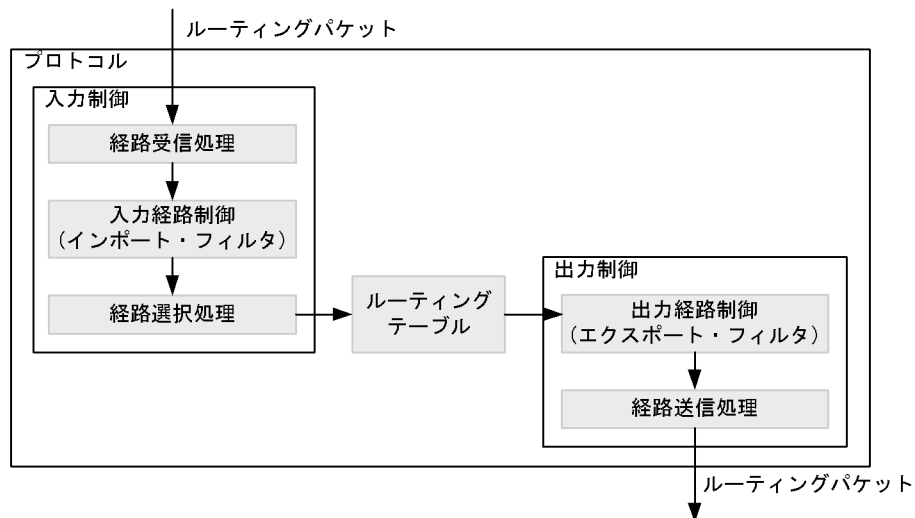 ルーティングパケット
プロトコル
入力制御
経路受信処理
入力経路制御
(インポート・フィルタ)
経路選択処理
ルーティング
テーブル
出力制御
出力経路制御
(エクスポート・フィルタ)
経路送信処理
ルーティングパケット